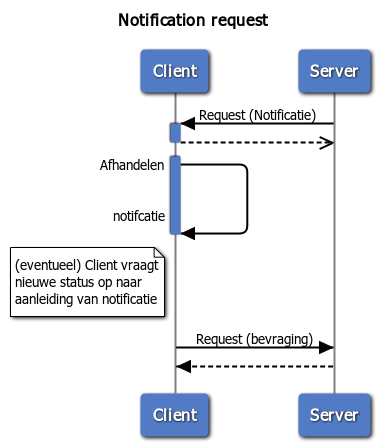 Notification request
Client
Server
Request (Notificatie)
Afhandelen
notifcatie
(eventueel) Client vraagt
nieuwe status op naar
aanleiding van notificatie
Request (bevraging)
Client
Server